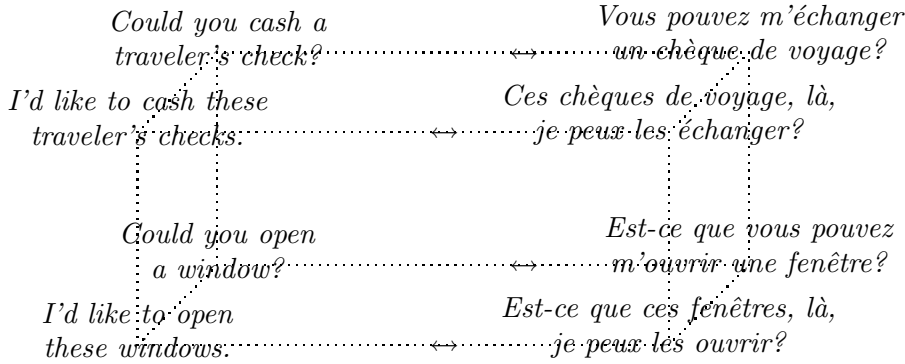 Could you cash a
traveler's check?
↔
Vous pouvez m'échanger
un chèque de voyage?
I'd like to cash these
traveler's checks.
↔
Ces chèques de voyage, là,
je peux les échanger?
Could you open
a window?
↔
Est-ce que vous pouvez
m'ouvrir une fenêtre?
I'd like to open
these windows.
↔
Est-ce que ces fenêtres, là,
je peux les ouvrir?